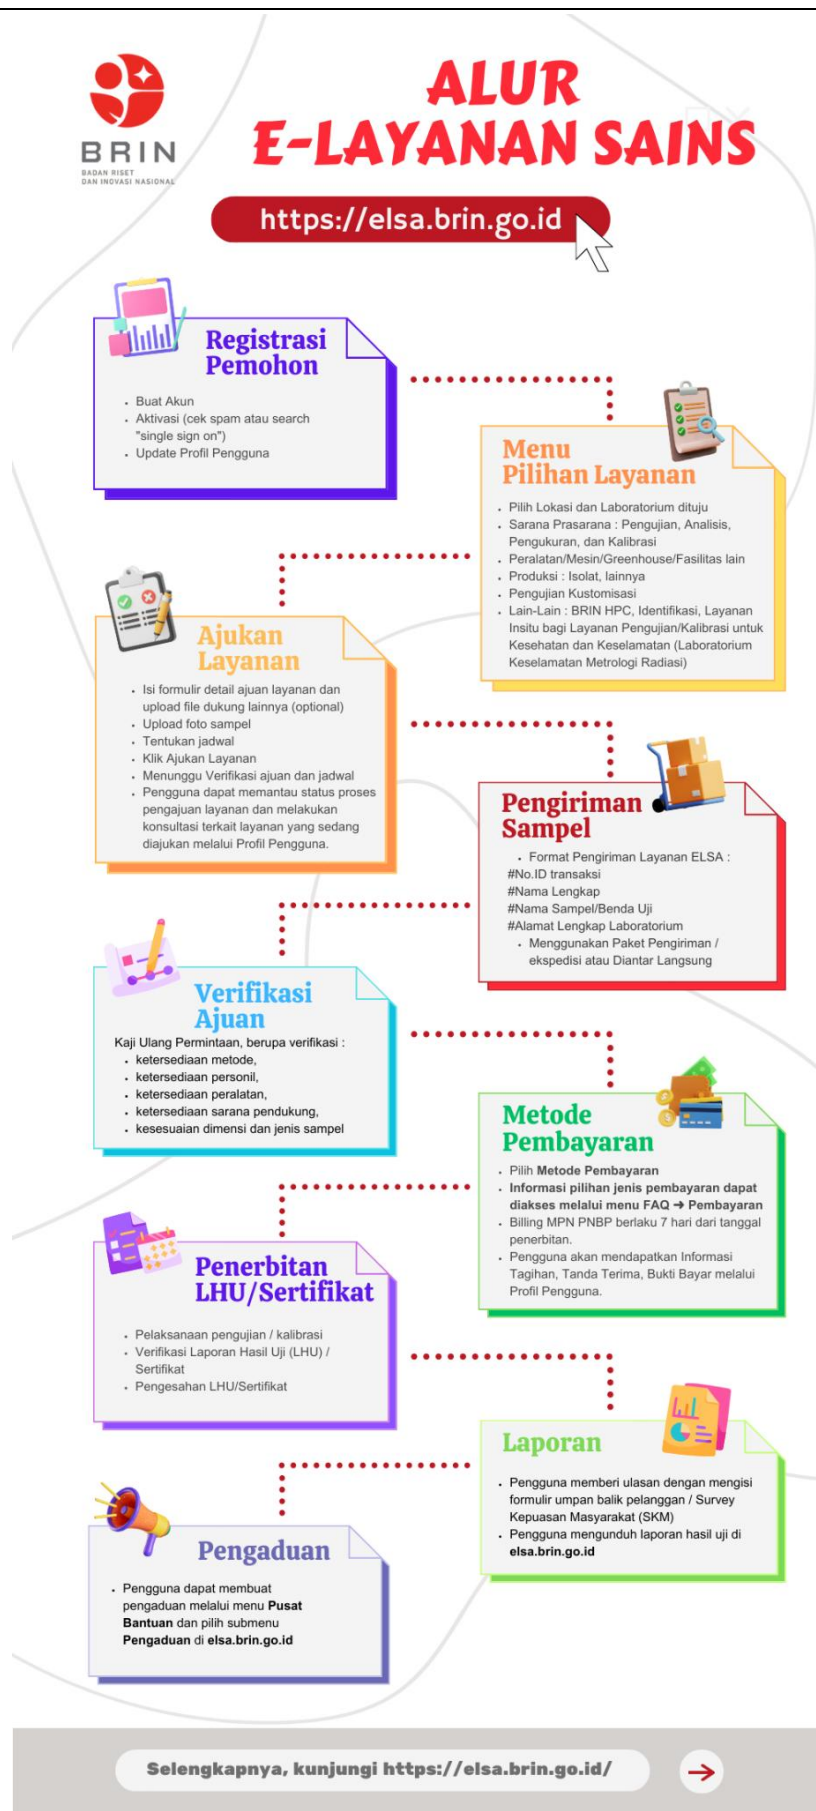 ALUR
E-LAYANAN SAINS
BRIN
BADAN RISET
DAN INOVASI NASIONAL
https://elsa.brin.go.id
Registrasi
Pemohon
• Buat Akun
• Aktivasi (cek spam atau search
"single sign on")
• Update Profil Pengguna
Menu
Pilihan Layanan
• Pilih Lokasi dan Laboratorium dituju
• Sarana Prasarana : Pengujian, Analisis,
Pengukuran, dan Kalibrasi
• Peralatan/Mesin/Greenhouse/Fasilitas lain
• Produksi : Isolat, lainnya
• Pengujian Kustomisasi
• Lain-Lain : BRIN HPC, Identifikasi, Layanan
Insitu bagi Layanan Pengujian/Kalibrasi untuk
Kesehatan dan Keselamatan (Laboratorium
Keselamatan Metrologi Radiasi)
Ajukan
Layanan
• Isi formulir detail ajuan layanan dan
upload file dukung lainnya (optional)
• Upload foto sampel
• Tentukan jadwal
• Klik Ajukan Layanan
• Menunggu Verifikasi ajuan dan jadwal
• Pengguna dapat memantau status proses
pengajuan layanan dan melakukan
konsultasi terkait layanan yang sedang
diajukan melalui Profil Pengguna.
Pengiriman
Sampel
• Format Pengiriman Layanan ELSA :
#No.ID transaksi
#Nama Lengkap
#Nama Sampel/Benda Uji
#Alamat Lengkap Laboratorium
• Menggunakan Paket Pengiriman /
ekspedisi atau Diantar Langsung
Verifikasi
Ajuan
Kaji Ulang Permintaan, berupa verifikasi :
• ketersediaan metode,
• ketersediaan personil,
• ketersediaan peralatan,
• ketersediaan sarana pendukung,
• kesesuaian dimensi dan jenis sampel
Metode
Pembayaran
• Pilih Metode Pembayaran
• Informasi pilihan jenis pembayaran dapat
diakses melalui menu FAQ ➜ Pembayaran
• Billing MPN PNBP berlaku 7 hari dari tanggal
penerbitan.
• Pengguna akan mendapatkan Informasi
Tagihan, Tanda Terima, Bukti Bayar melalui
Profil Pengguna.
Penerbitan
LHU/Sertifikat
• Pelaksanaan pengujian / kalibrasi
• Verifikasi Laporan Hasil Uji (LHU) /
Sertifikat
• Pengesahan LHU/Sertifikat
Laporan
• Pengguna memberi ulasan dengan mengisi
formulir umpan balik pelanggan / Survey
Kepuasan Masyarakat (SKM)
• Pengguna mengunduh laporan hasil uji di
elsa.brin.go.id
Pengaduan
• Pengguna dapat membuat
pengaduan melalui menu Pusat
Bantuan dan pilih submenu
Pengaduan di elsa.brin.go.id
Selengkapnya, kunjungi https://elsa.brin.go.id/